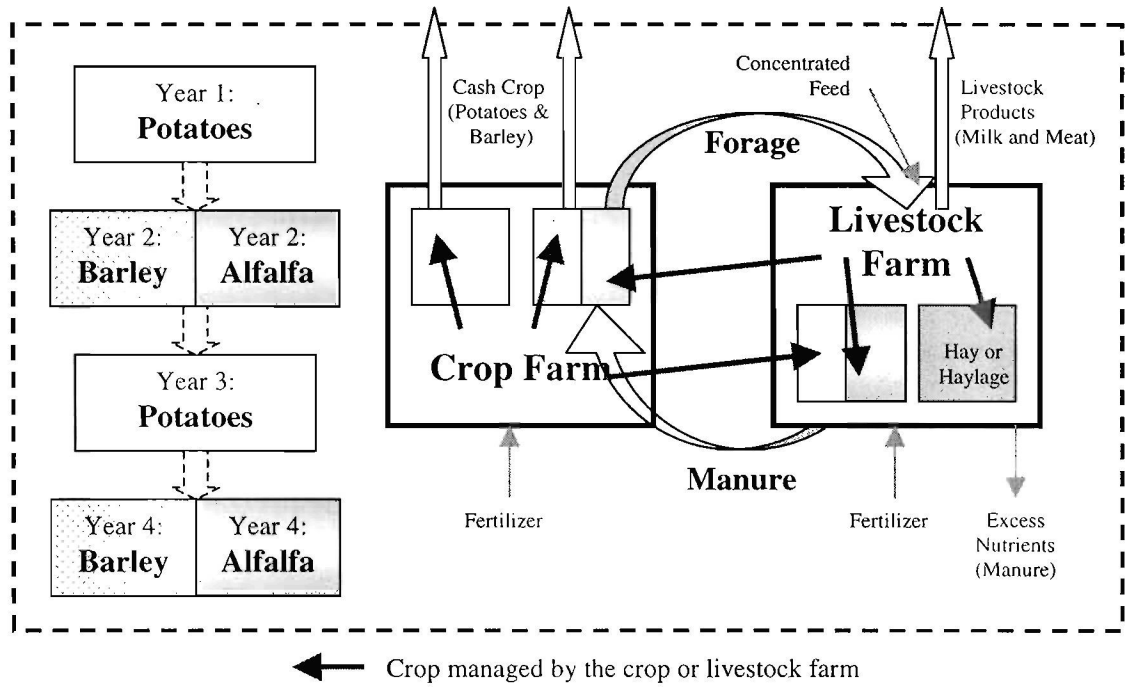 Year 1:
Potatoes
Year 2:
Barley
Year 2:
Alfalfa
Year 3:
Potatoes
Year 4:
Barley
Year 4:
Alfalfa
Cash Crop
(Potatoes &
Barley)
Forage
Concentrated
Feed
Livestock
Products
(Milk and Meat)
Crop Farm
Livestock
Farm
Hay or
Haylage
Manure
Fertilizer
Fertilizer
Excess
Nutrients
(Manure)
Crop managed by the crop or livestock farm